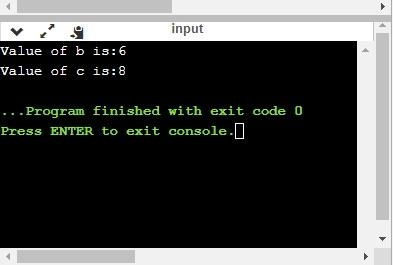 input
Value of b is:6
Value of c is:8
...Program finished with exit code 0
Press ENTER to exit console.